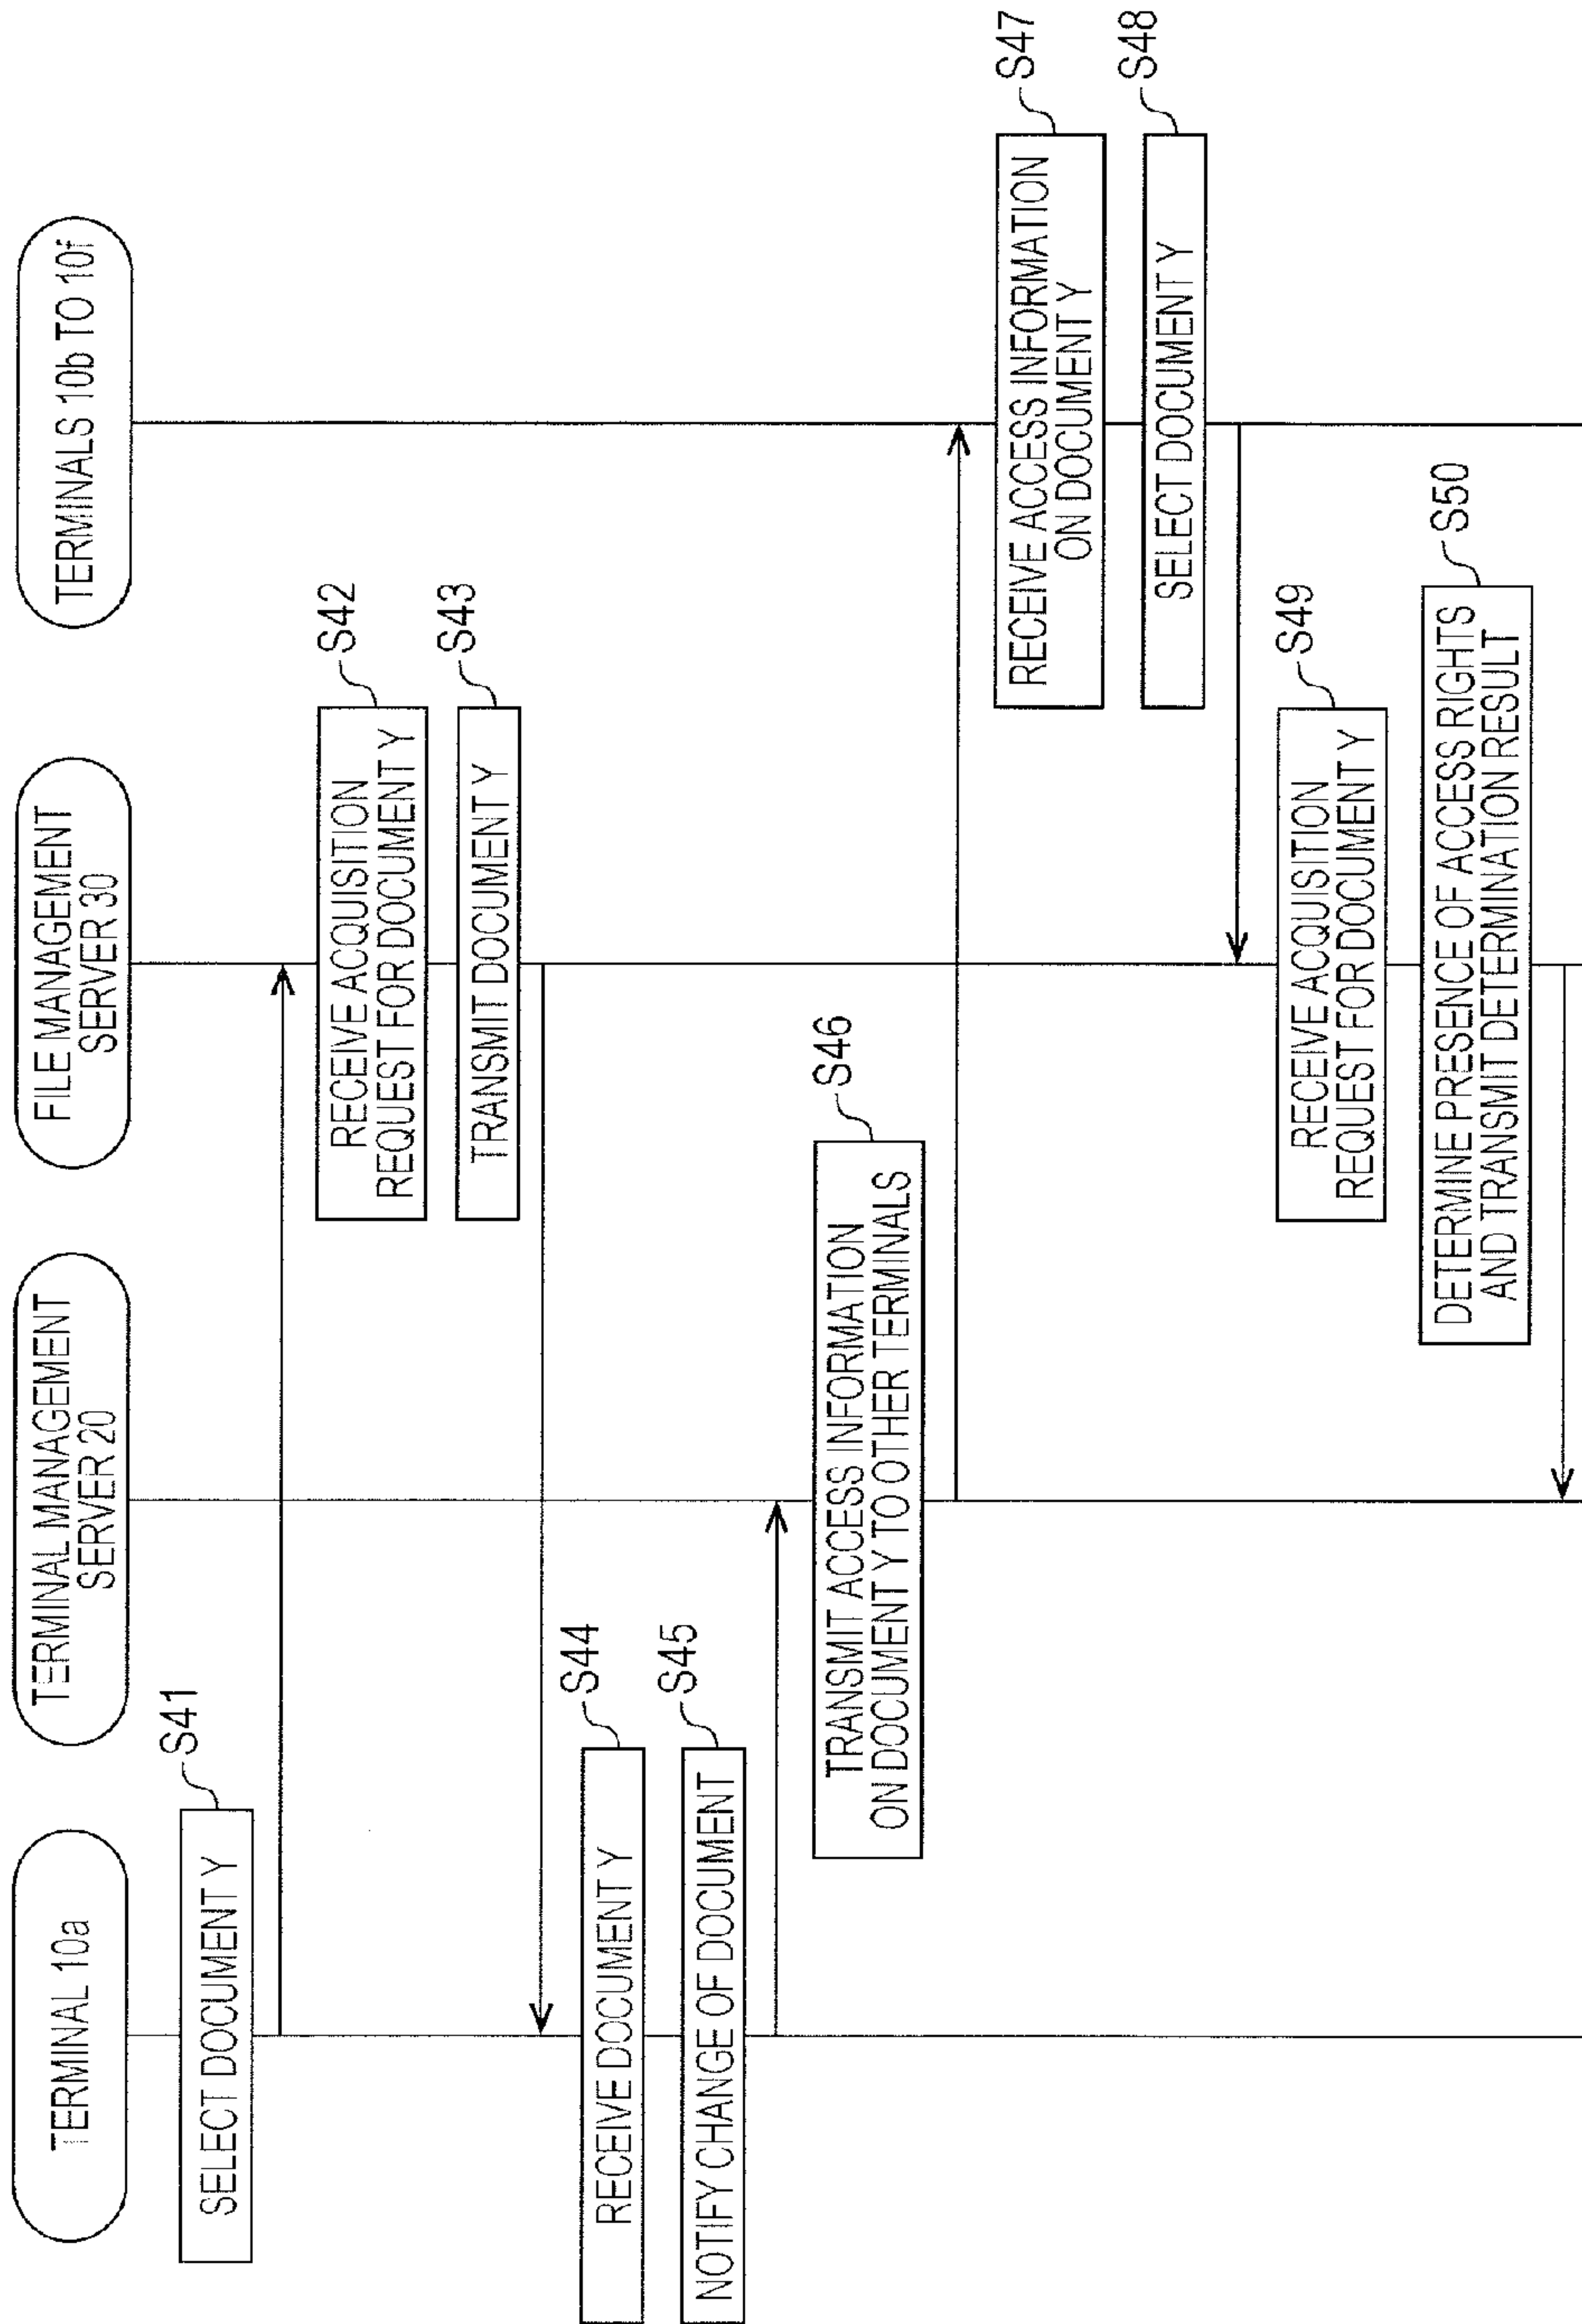 TERMINAL 10a
TERMINAL MANAGEMENT
SERVER 20
FILE MANAGEMENT
SERVER 30
TERMINALS 10b TO 10f
SELECT DOCUMENT Y
S41
RECEIVE ACQUISITION
REQUEST FOR DOCUMENT Y
S42
TRANSMIT DOCUMENT Y
S43
RECEIVE DOCUMENT Y
S44
NOTIFY CHANGE OF DOCUMENT
S45
TRANSMIT ACCESS INFORMATION
ON DOCUMENT Y TO OTHER TERMINALS
S46
RECEIVE ACCESS INFORMATION
ON DOCUMENT Y
S47
SELECT DOCUMENT Y
S48
RECEIVE ACQUISITION
REQUEST FOR DOCUMENT Y
S49
DETERMINE PRESENCE OF ACCESS RIGHTS
AND TRANSMIT DETERMINATION RESULT
S50